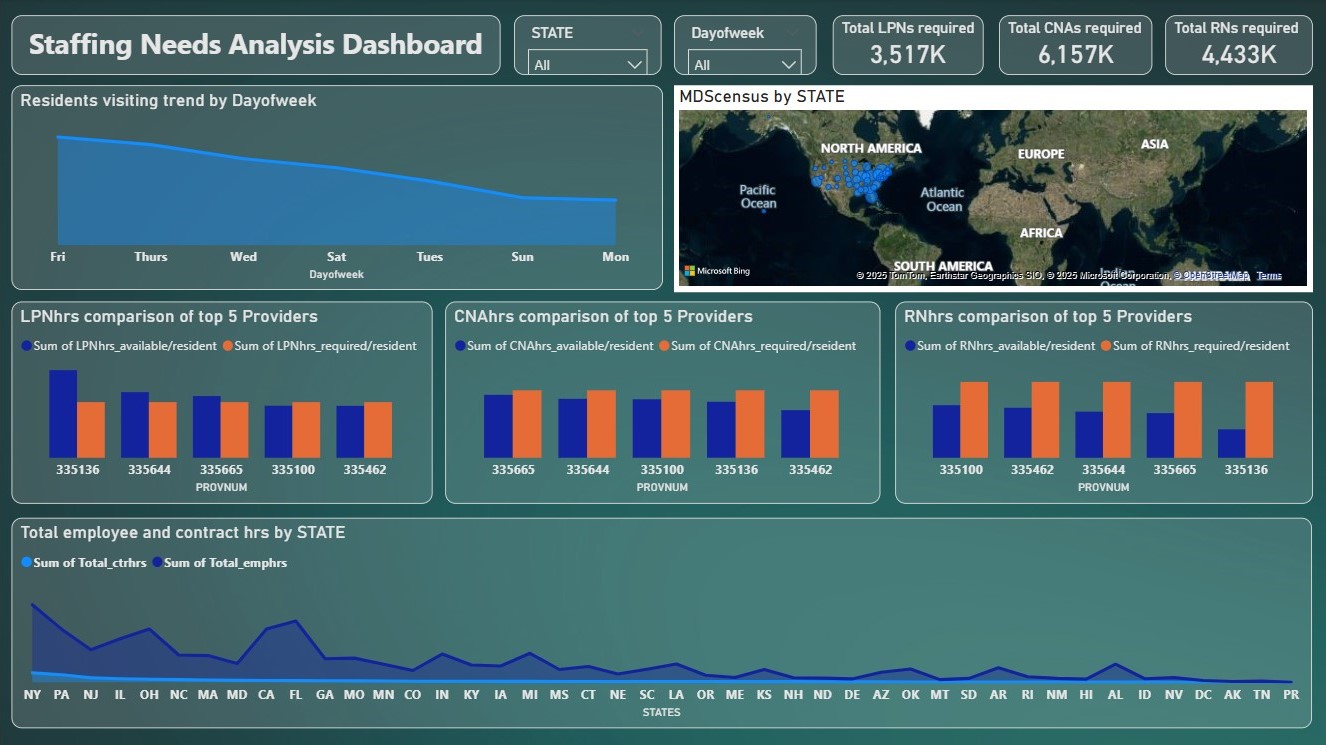 Staffing Needs Analysis Dashboard
STATE
All
Dayofweek
All
Total LPNs required
3,517K
Total CNAs required
6,157K
Total RNs required
4,433K
Residents visiting trend by Dayofweek
Fri Thurs Wed Sat Tues Sun Mon
Dayofweek
MDScensus by STATE
NORTH AMERICA
EUROPE
ASIA
Pacific
Ocean
Atlantic
Ocean
AFRICA
SOUTH AMERICA
Indian
Ocean
Microsoft Bing
© 2025 TomTom, Earthstar Geographics SIO, © 2025 Microsoft Corporation, © OpenStreetMap Terms
LPNhrs comparison of top 5 Providers
Sum of LPNhrs_available/resident Sum of LPNhrs_required/resident
335136 335644 335665 335100 335462
PROVNUM
CNAhrs comparison of top 5 Providers
Sum of CNAhrs_available/resident Sum of CNAhrs_required/rseident
335665 335644 335100 335136 335462
PROVNUM
RNhrs comparison of top 5 Providers
Sum of RNhrs_available/resident Sum of RNhrs_required/resident
335100 335462 335644 335665 335136
PROVNUM
Total employee and contract hrs by STATE
Sum of Total_ctrhrs Sum of Total_emphrs
NY PA NJ IL OH NC MA MD CA FL GA MO MN CO IN KY IA MI MS CT NE SC LA OR ME KS NH ND DE AZ OK MT SD AR RI NM HI AL ID NV DC AK TN PR
STATES